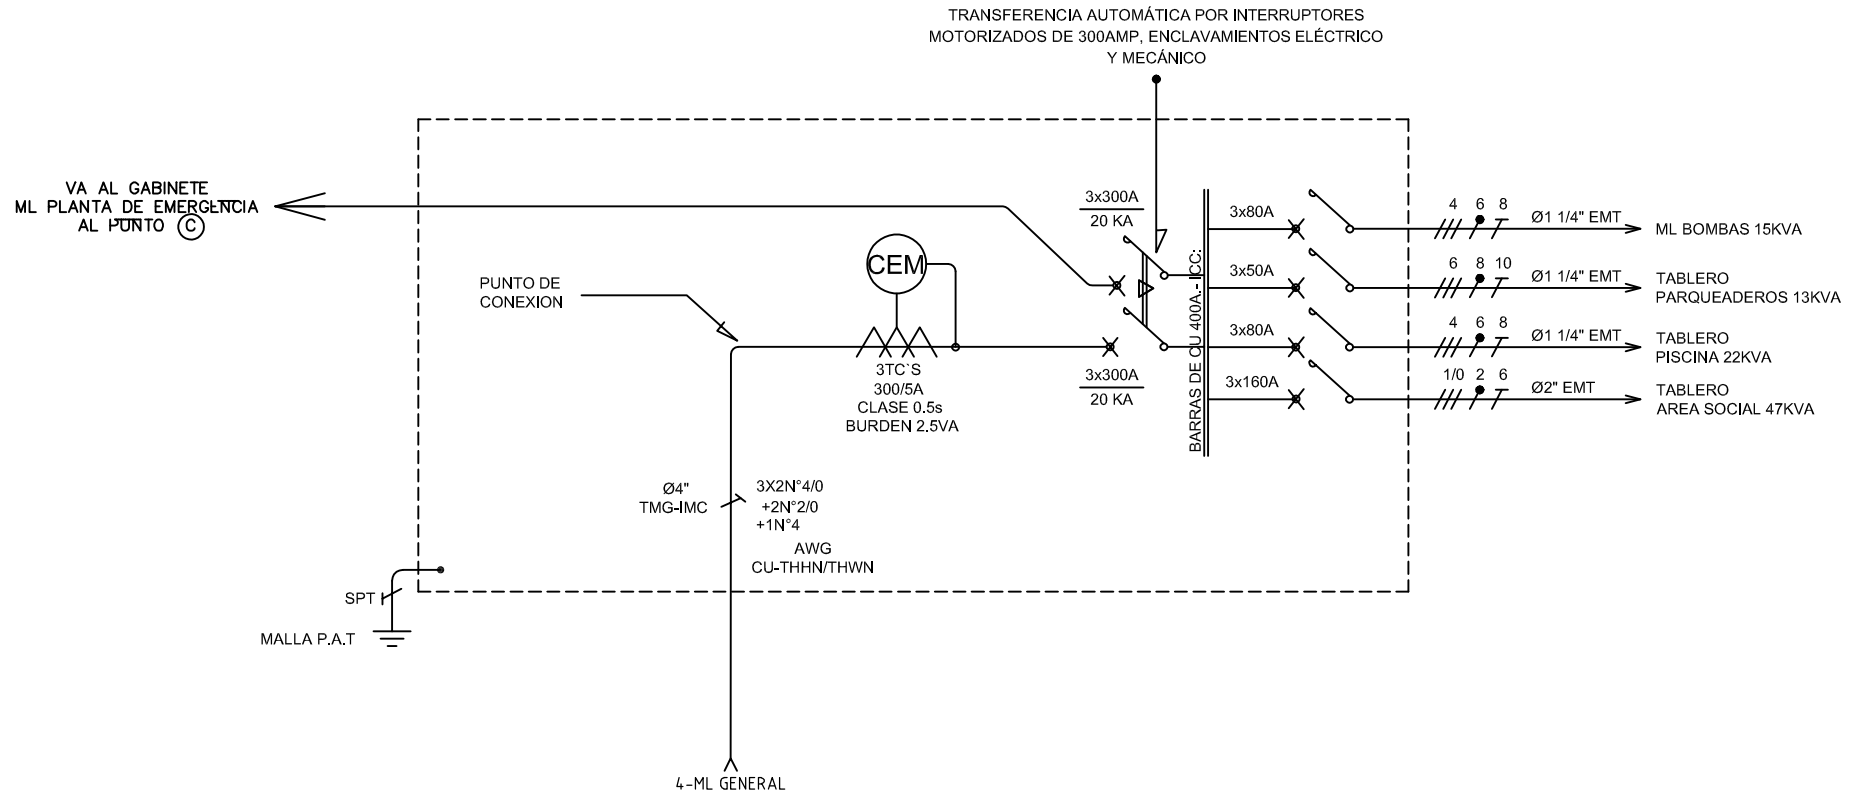 TRANSFERENCIA AUTOMÁTICA POR INTERRUPTORES
MOTORIZADOS DE 300AMP, ENCLAVAMIENTOS ELÉCTRICO
Y MECÁNICO
VA AL GABINETE
ML PLANTA DE EMERGENCIA
AL PUNTO C
PUNTO DE
CONEXION
CEM
3TC`S
300/5A
CLASE 0.5s
BURDEN 2.5VA
3x300A
20 KA
3x300A
20 KA
BARRAS DE CU 400A.- ICC:
3x80A
4 6 8
Ø1 1/4" EMT
ML BOMBAS 15KVA
3x50A
6 8 10
Ø1 1/4" EMT
TABLERO
PARQUEADEROS 13KVA
3x80A
4 6 8
Ø1 1/4" EMT
TABLERO
PISCINA 22KVA
3x160A
1/0 2 6
Ø2" EMT
TABLERO
AREA SOCIAL 47KVA
Ø4"
TMG-IMC
3X2N°4/0
+2N°2/0
+1N°4
AWG
CU-THHN/THWN
SPT
MALLA P.A.T
4-ML GENERAL